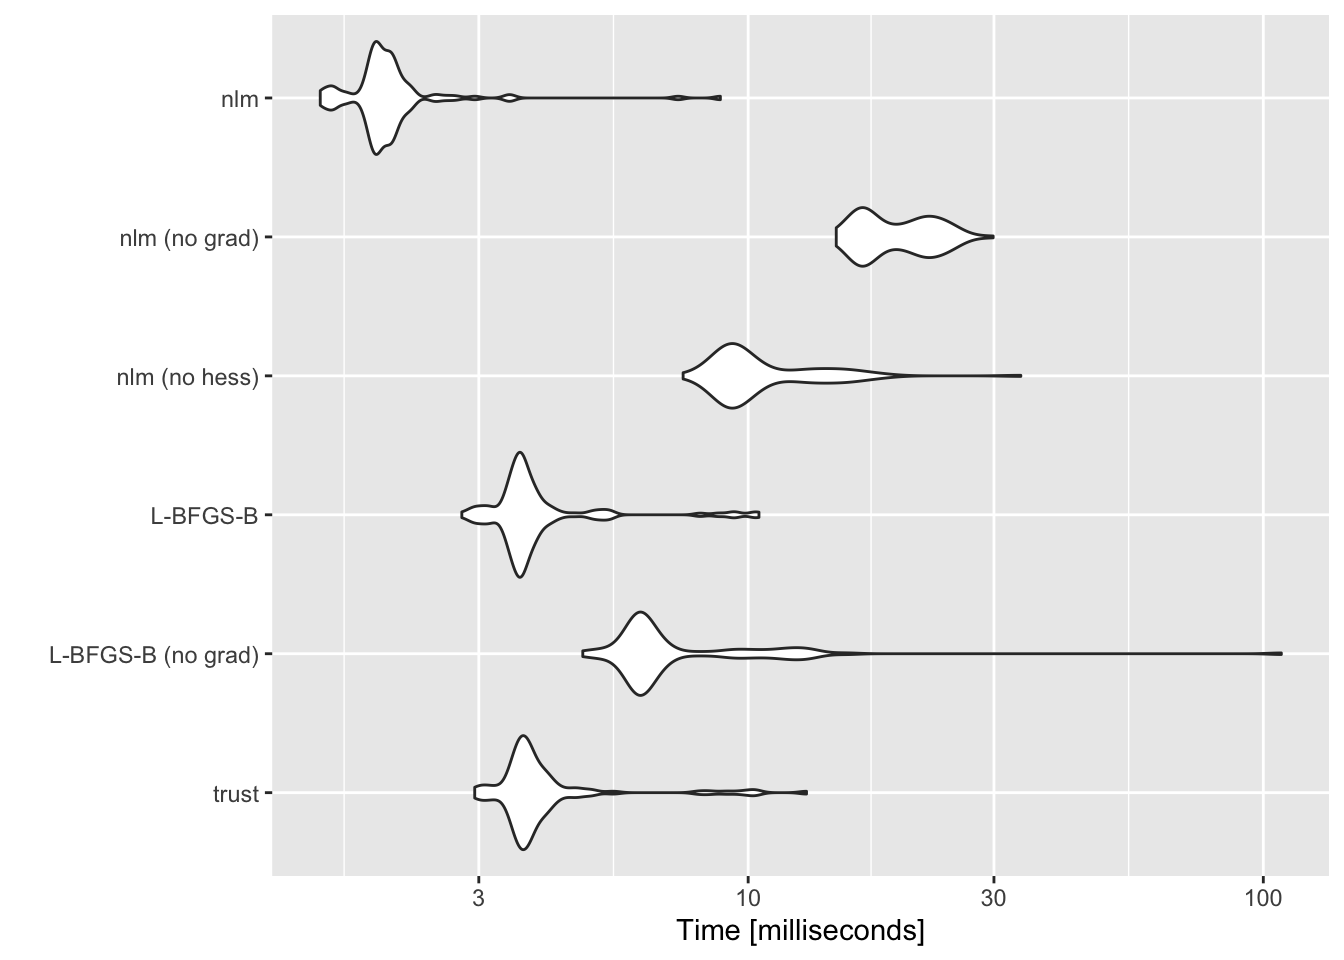 nlm
nlm (no grad)
nlm (no hess)
L-BFGS-B
L-BFGS-B (no grad)
trust
3 10 30 100
Time [milliseconds]